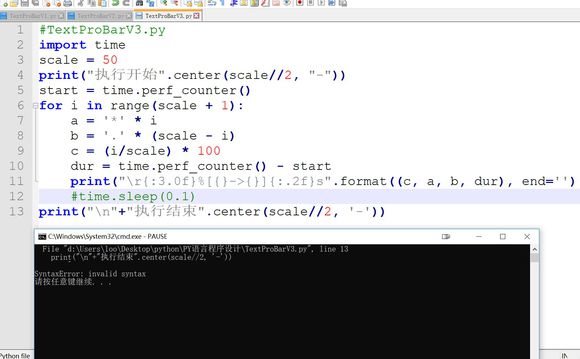 TextProBarV1.py TextProBarV2.py TextProBarV3.py
1 #TextProBarV3.py
2 import time
3 scale = 50
4 print("执行开始".center(scale//2, "-"))
5 start = time.perf_counter()
6 for i in range(scale + 1):
7 a = '*' * i
8 b = '.' * (scale - i)
9 c = (i/scale) * 100
10 dur = time.perf_counter() - start
11 print("\r{:3.0f}%[{}->{}]{:.2f}s".format((c, a, b, dur), end='')
12 #time.sleep(0.1)
13 print("\n"+"执行结束".center(scale//2, '-'))
C:\Windows\System32\cmd.exe - PAUSE
File "d:\Users\loo\Desktop\python\PY语言程序设计\TextProBarV3.py", line 13
print("\n"+"执行结束".center(scale//2, '-'))
SyntaxError: invalid syntax
请按任意键继续. . .
Python file
IN